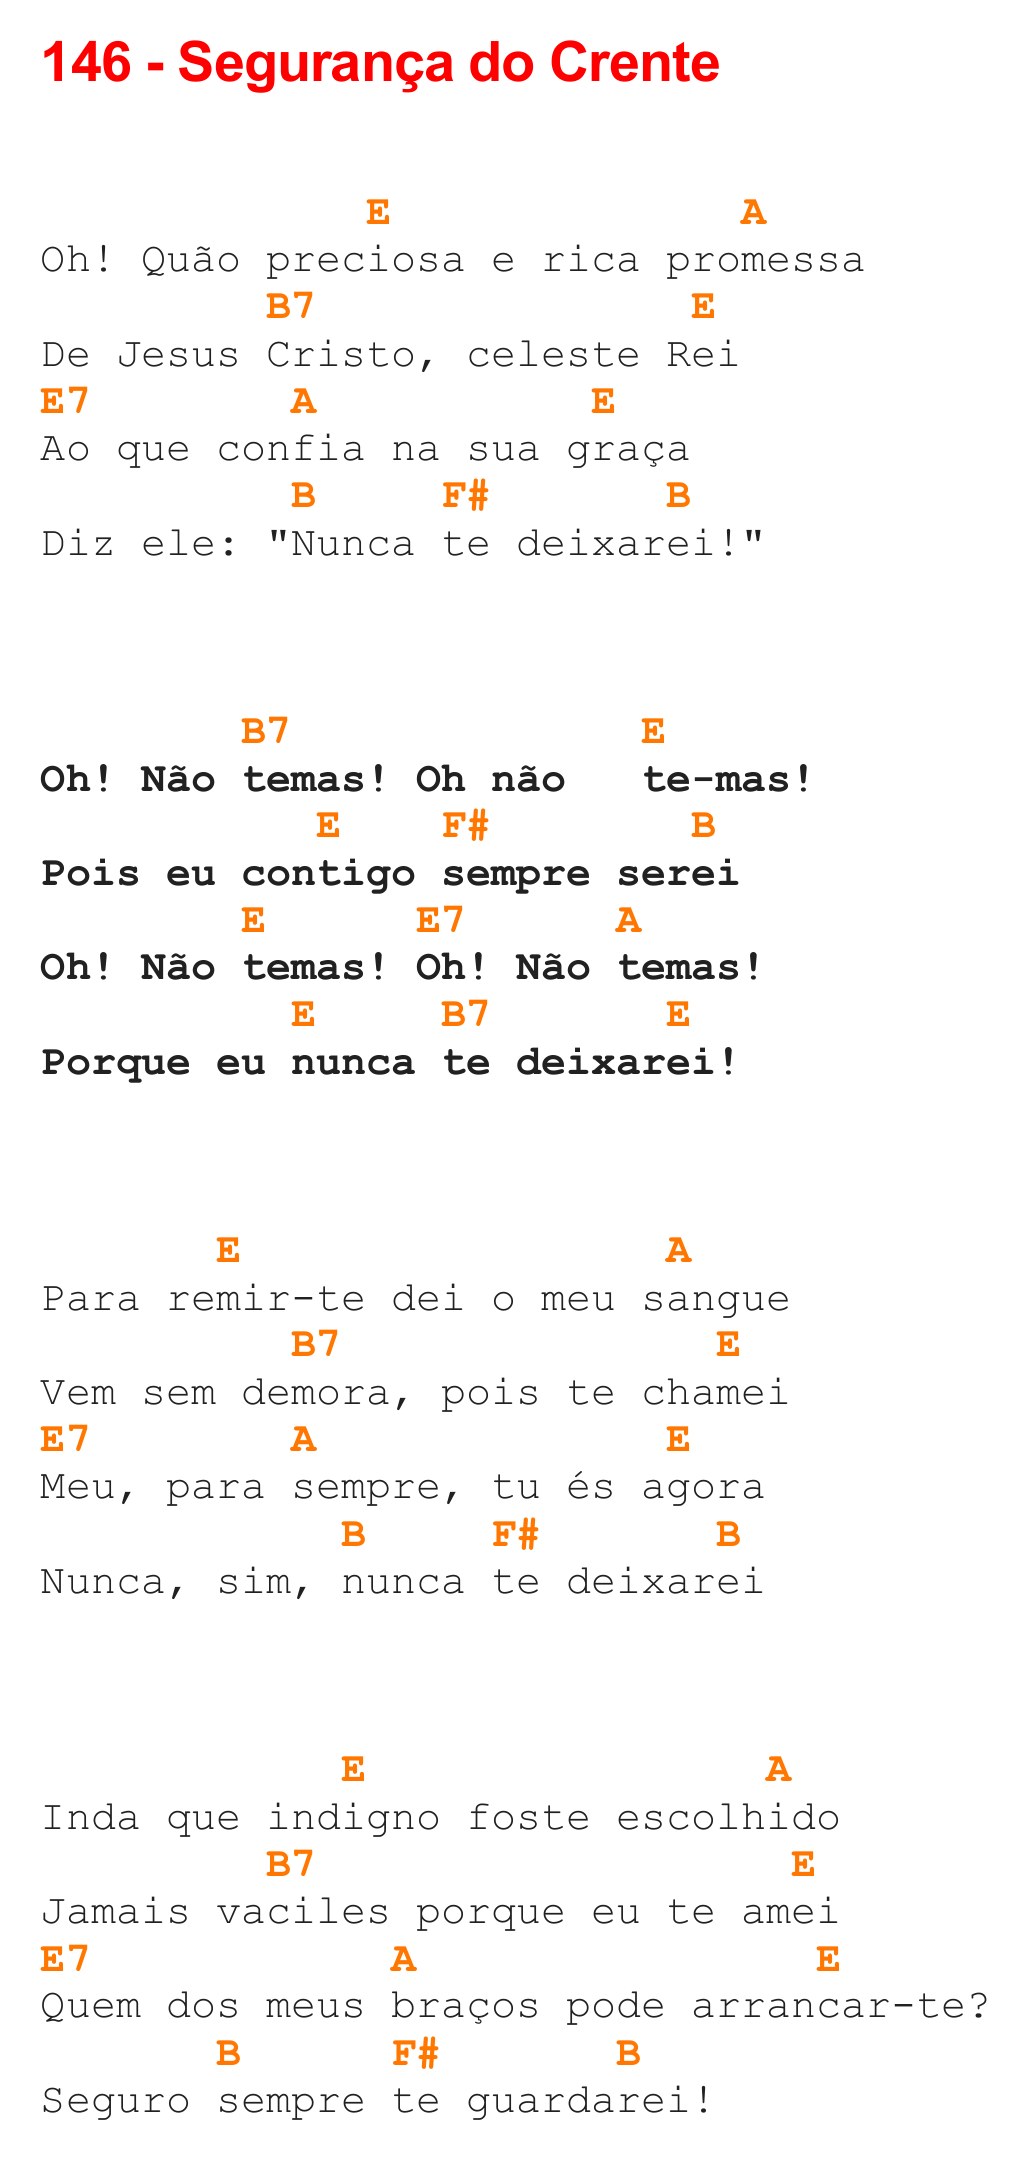 146 - Segurança do Crente
E A
Oh! Quão preciosa e rica promessa
B7 E
De Jesus Cristo, celeste Rei
E7 A E
Ao que confia na sua graça
B F# B
Diz ele: "Nunca te deixarei!"
B7 E
Oh! Não temas! Oh não te-mas!
E F# B
Pois eu contigo sempre serei
E E7 A
Oh! Não temas! Oh! Não temas!
E B7 E
Porque eu nunca te deixarei!
E A
Para remir-te dei o meu sangue
B7 E
Vem sem demora, pois te chamei
E7 A E
Meu, para sempre, tu és agora
B F# B
Nunca, sim, nunca te deixarei
E A
Inda que indigno foste escolhido
B7 E
Jamais vaciles porque eu te amei
E7 A E
Quem dos meus braços pode arrancar-te?
B F# B
Seguro sempre te guardarei!